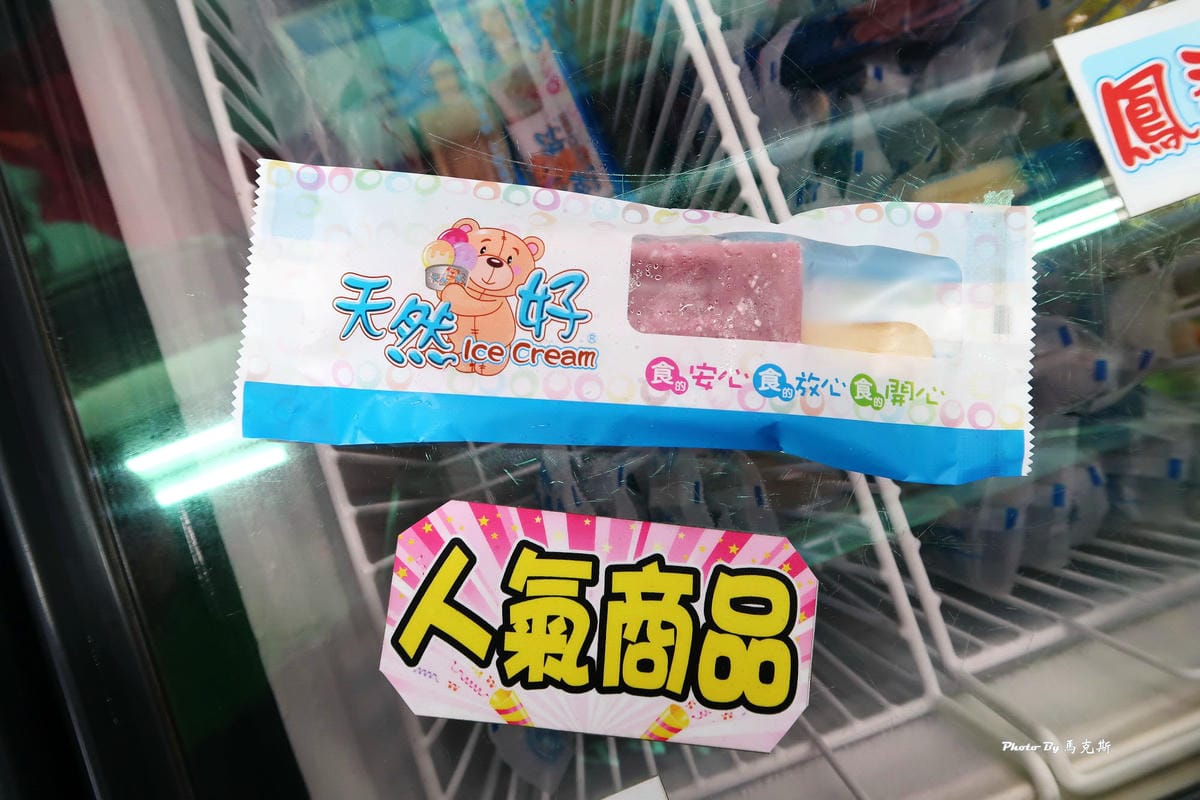 鳳
天然好®
Ice Cream
食的安心 食的放心 食的開心
人氣商品
Photo By 馬克斯